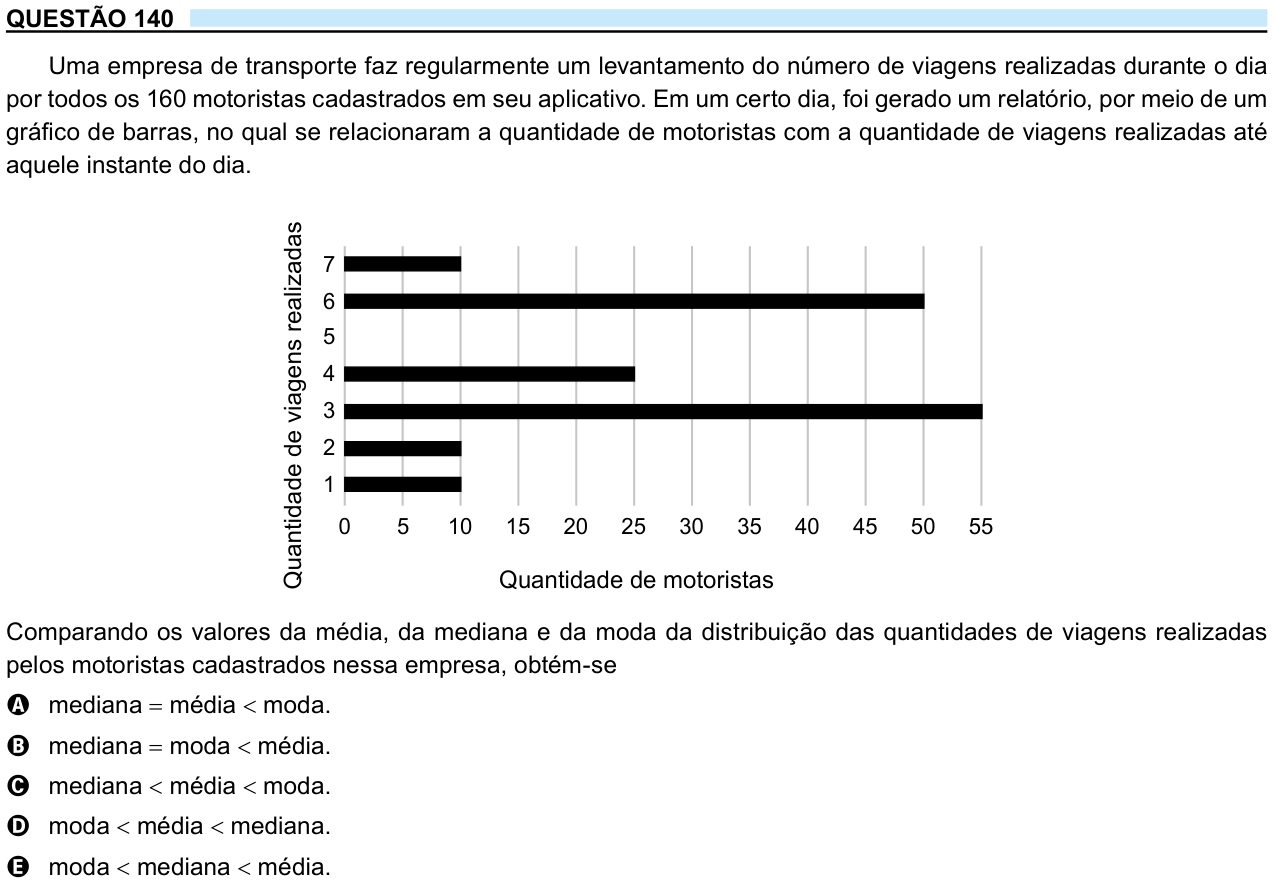 QUESTÃO 140
Uma empresa de transporte faz regularmente um levantamento do número de viagens realizadas durante o dia
por todos os 160 motoristas cadastrados em seu aplicativo. Em um certo dia, foi gerado um relatório, por meio de um
gráfico de barras, no qual se relacionaram a quantidade de motoristas com a quantidade de viagens realizadas até
aquele instante do dia.
Quantidade de viagens realizadas
7
6
5
4
3
2
1
0 5 10 15 20 25 30 35 40 45 50 55
Quantidade de motoristas
Comparando os valores da média, da mediana e da moda da distribuição das quantidades de viagens realizadas
pelos motoristas cadastrados nessa empresa, obtém-se
A mediana = média < moda.
B mediana = moda < média.
C mediana < média < moda.
D moda < média < mediana.
E moda < mediana < média.